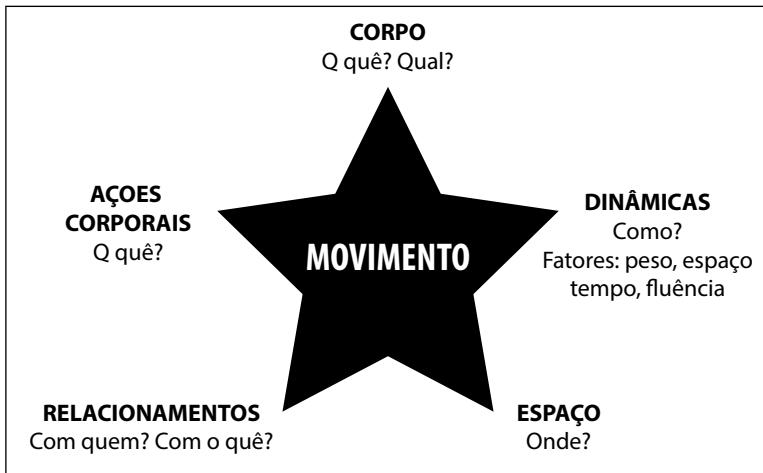 CORPO
Q quê? Qual?
AÇOES
CORPORAIS
Q quê?
DINÂMICAS
Como?
Fatores: peso, espaço
tempo, fluência
MOVIMENTO
RELACIONAMENTOS
Com quem? Com o quê?
ESPAÇO
Onde?